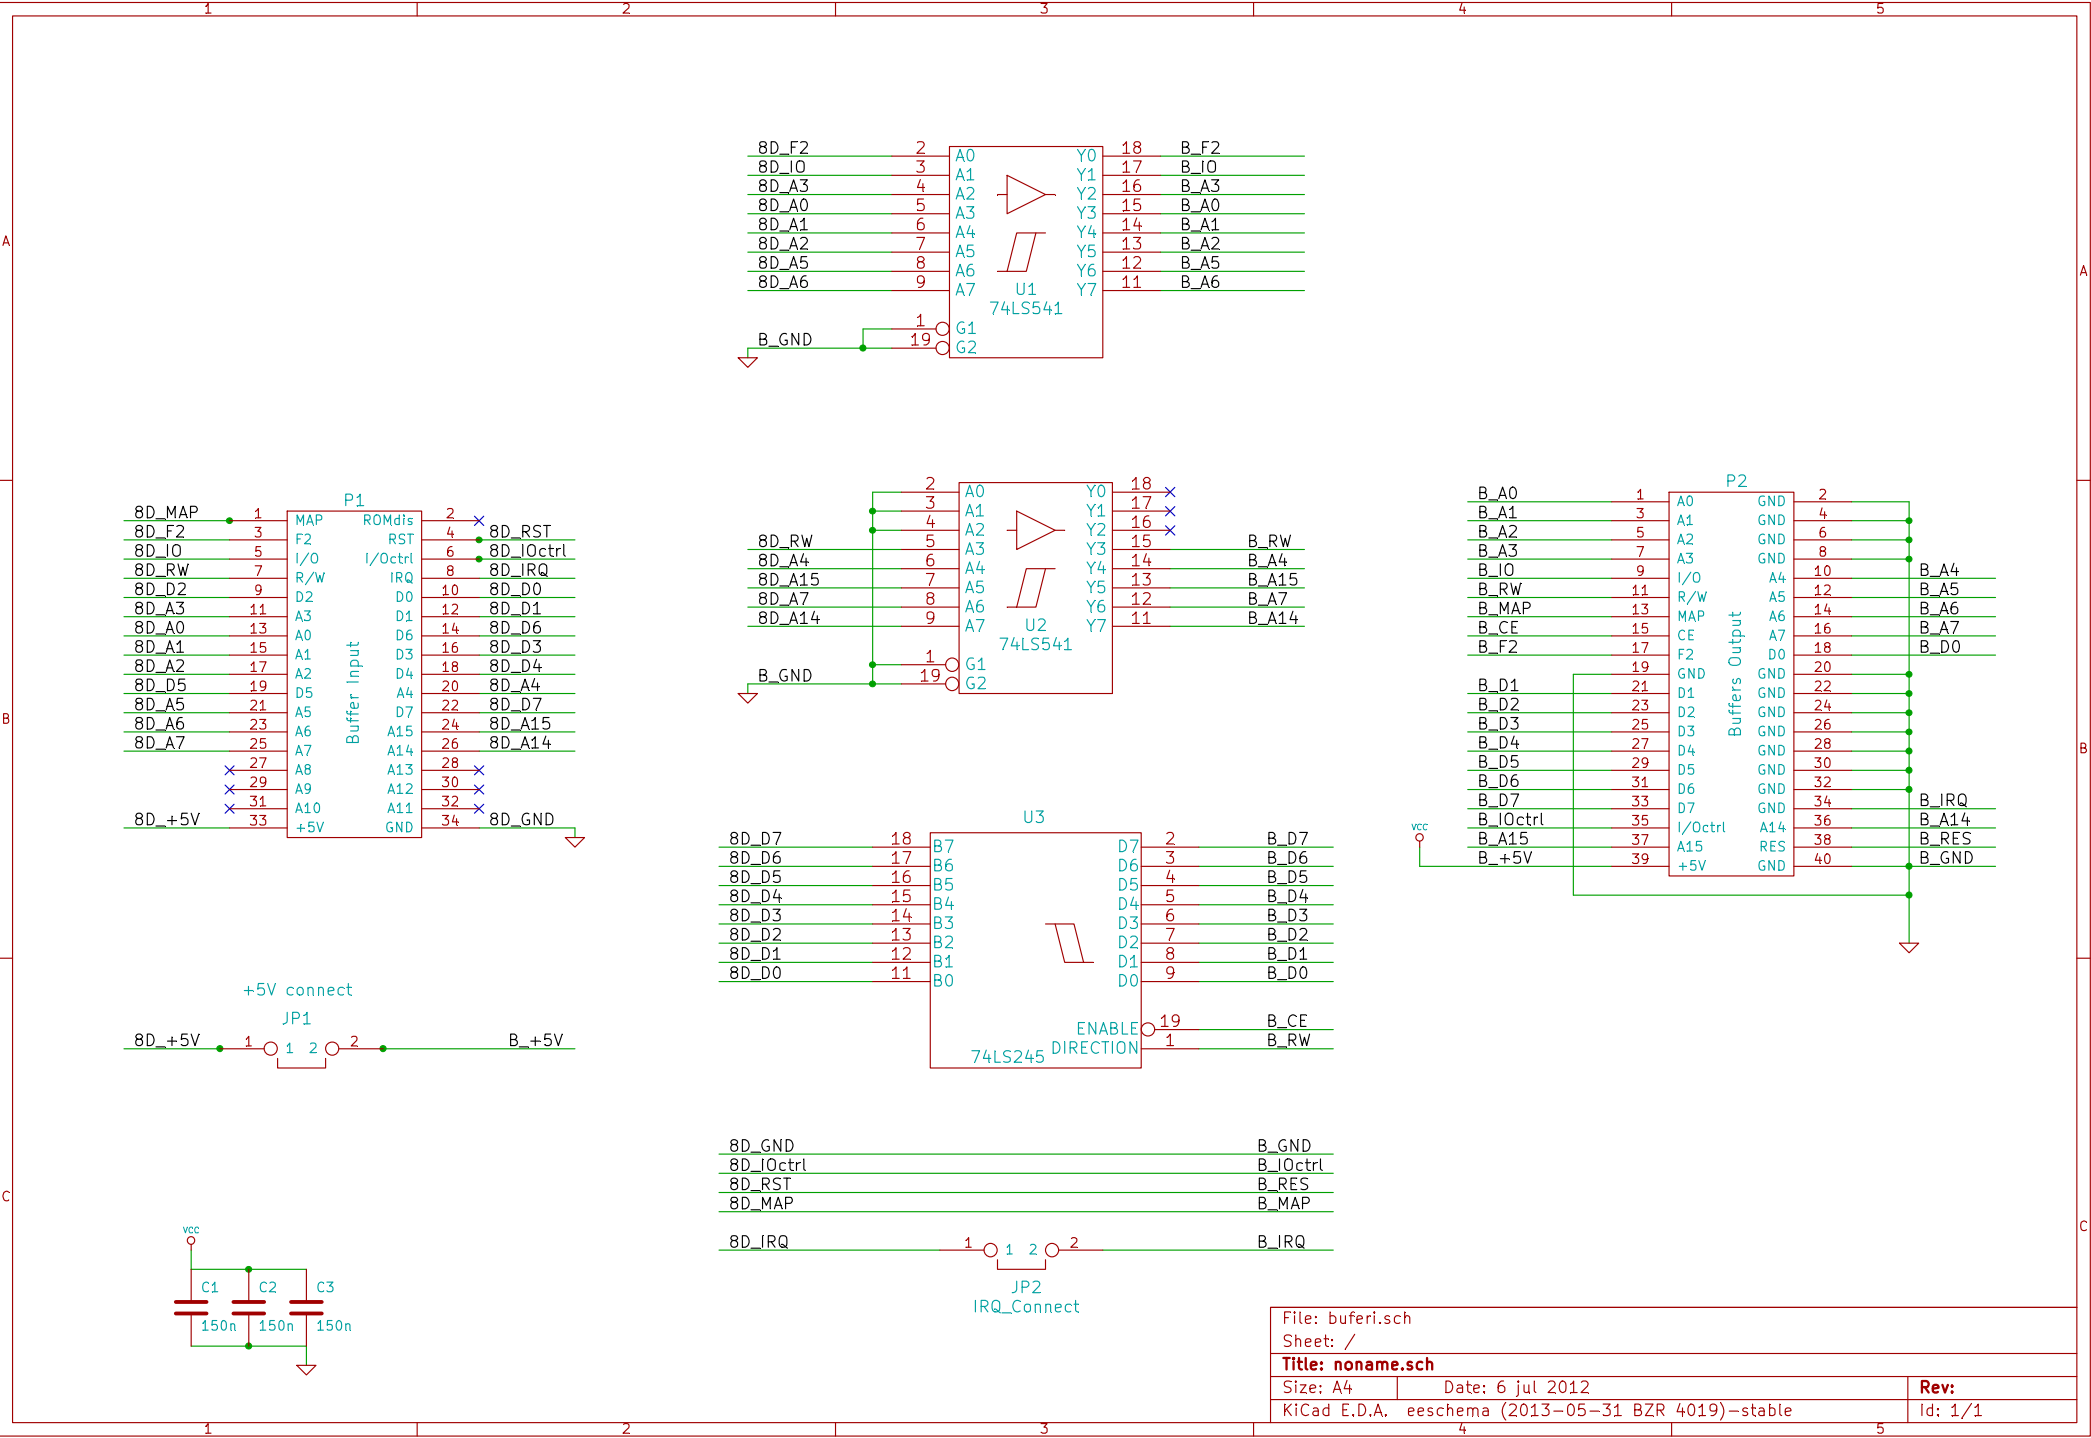 1 2 3 4 5
A
A
B
B
C
C
8D_F2 2 A0 Y0 18 B_F2
8D_IO 3 A1 Y1 17 B_IO
8D_A3 4 A2 Y2 16 B_A3
8D_A0 5 A3 Y3 15 B_A0
8D_A1 6 A4 Y4 14 B_A1
8D_A2 7 A5 Y5 13 B_A2
8D_A5 8 A6 Y6 12 B_A5
8D_A6 9 A7 Y7 11 B_A6
U1
74LS541
1 G1
B_GND 19 G2
P1
8D_MAP 1 MAP ROMdis 2
8D_F2 3 F2 RST 4 8D_RST
8D_IO 5 I/O I/Octrl 6 8D_IOctrl
8D_RW 7 R/W IRQ 8 8D_IRQ
8D_D2 9 D2 D0 10 8D_D0
8D_A3 11 A3 D1 12 8D_D1
8D_A0 13 A0 D6 14 8D_D6
8D_A1 15 A1 D3 16 8D_D3
8D_A2 17 A2 D4 18 8D_D4
8D_D5 19 D5 A4 20 8D_A4
8D_A5 21 A5 D7 22 8D_D7
8D_A6 23 A6 A15 24 8D_A15
8D_A7 25 A7 A14 26 8D_A14
27 A8 A13 28
29 A9 A12 30
31 A10 A11 32
8D_+5V 33 +5V GND 34 8D_GND
Buffer Input
2 A0 Y0 18
3 A1 Y1 17
4 A2 Y2 16
8D_RW 5 A3 Y3 15 B_RW
8D_A4 6 A4 Y4 14 B_A4
8D_A15 7 A5 Y5 13 B_A15
8D_A7 8 A6 Y6 12 B_A7
8D_A14 9 A7 Y7 11 B_A14
U2
74LS541
1 G1
B_GND 19 G2
P2
B_A0 1 A0 GND 2
B_A1 3 A1 GND 4
B_A2 5 A2 GND 6
B_A3 7 A3 GND 8
B_IO 9 I/O A4 10 B_A4
B_RW 11 R/W A5 12 B_A5
B_MAP 13 MAP A6 14 B_A6
B_CE 15 CE A7 16 B_A7
B_F2 17 F2 D0 18 B_D0
19 GND GND 20
B_D1 21 D1 GND 22
B_D2 23 D2 GND 24
B_D3 25 D3 GND 26
B_D4 27 D4 GND 28
B_D5 29 D5 GND 30
B_D6 31 D6 GND 32
B_D7 33 D7 GND 34 B_IRQ
B_IOctrl 35 I/Octrl A14 36 B_A14
B_A15 37 A15 RES 38 B_RES
B_+5V 39 +5V GND 40 B_GND
Buffers Output
VCC
U3
8D_D7 18 B7 D7 2 B_D7
8D_D6 17 B6 D6 3 B_D6
8D_D5 16 B5 D5 4 B_D5
8D_D4 15 B4 D4 5 B_D4
8D_D3 14 B3 D3 6 B_D3
8D_D2 13 B2 D2 7 B_D2
8D_D1 12 B1 D1 8 B_D1
8D_D0 11 B0 D0 9 B_D0
ENABLE 19 B_CE
DIRECTION 1 B_RW
74LS245
+5V connect
JP1
8D_+5V 1 1 2 2 B_+5V
8D_GND B_GND
8D_IOctrl B_IOctrl
8D_RST B_RES
8D_MAP B_MAP
8D_IRQ 1 1 2 2 B_IRQ
JP2
IRQ_Connect
VCC
C1 C2 C3
150n 150n 150n
File: buferi.sch
Sheet: /
Title: noname.sch
Size: A4 Date: 6 jul 2012 Rev:
KiCad E.D.A. eeschema (2013-05-31 BZR 4019)-stable Id: 1/1
1 2 3 4 5